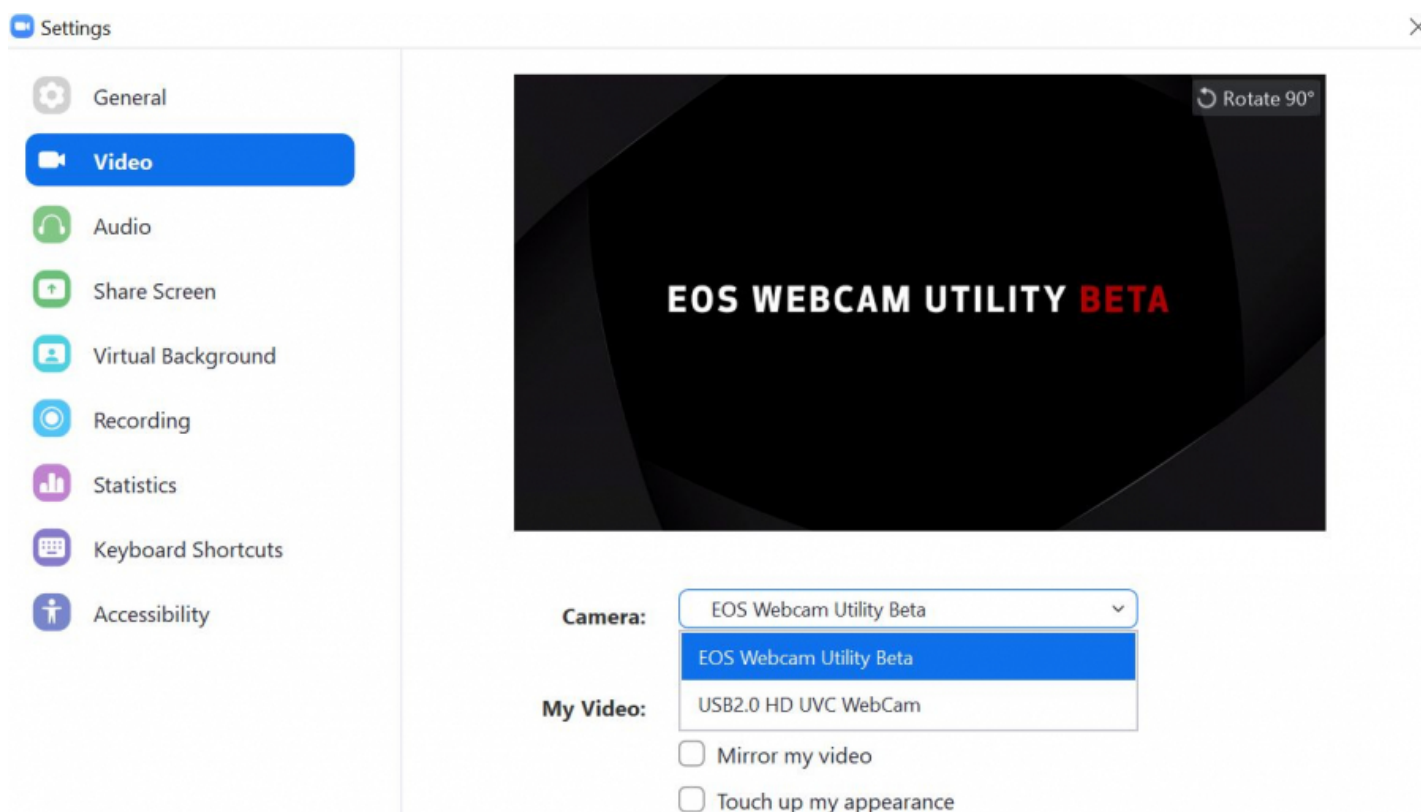 Settings
General
Video
Audio
Share Screen
Virtual Background
Recording
Statistics
Keyboard Shortcuts
Accessibility
Rotate 90°
EOS WEBCAM UTILITY BETA
Camera:
EOS Webcam Utility Beta
EOS Webcam Utility Beta
USB2.0 HD UVC WebCam
My Video:
Mirror my video
Touch up my appearance